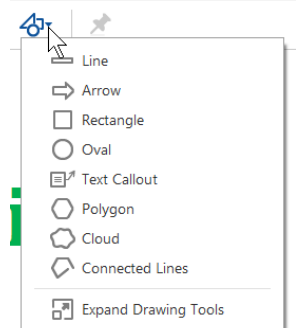 Line
Arrow
Rectangle
Oval
Text Callout
Polygon
Cloud
Connected Lines
Expand Drawing Tools